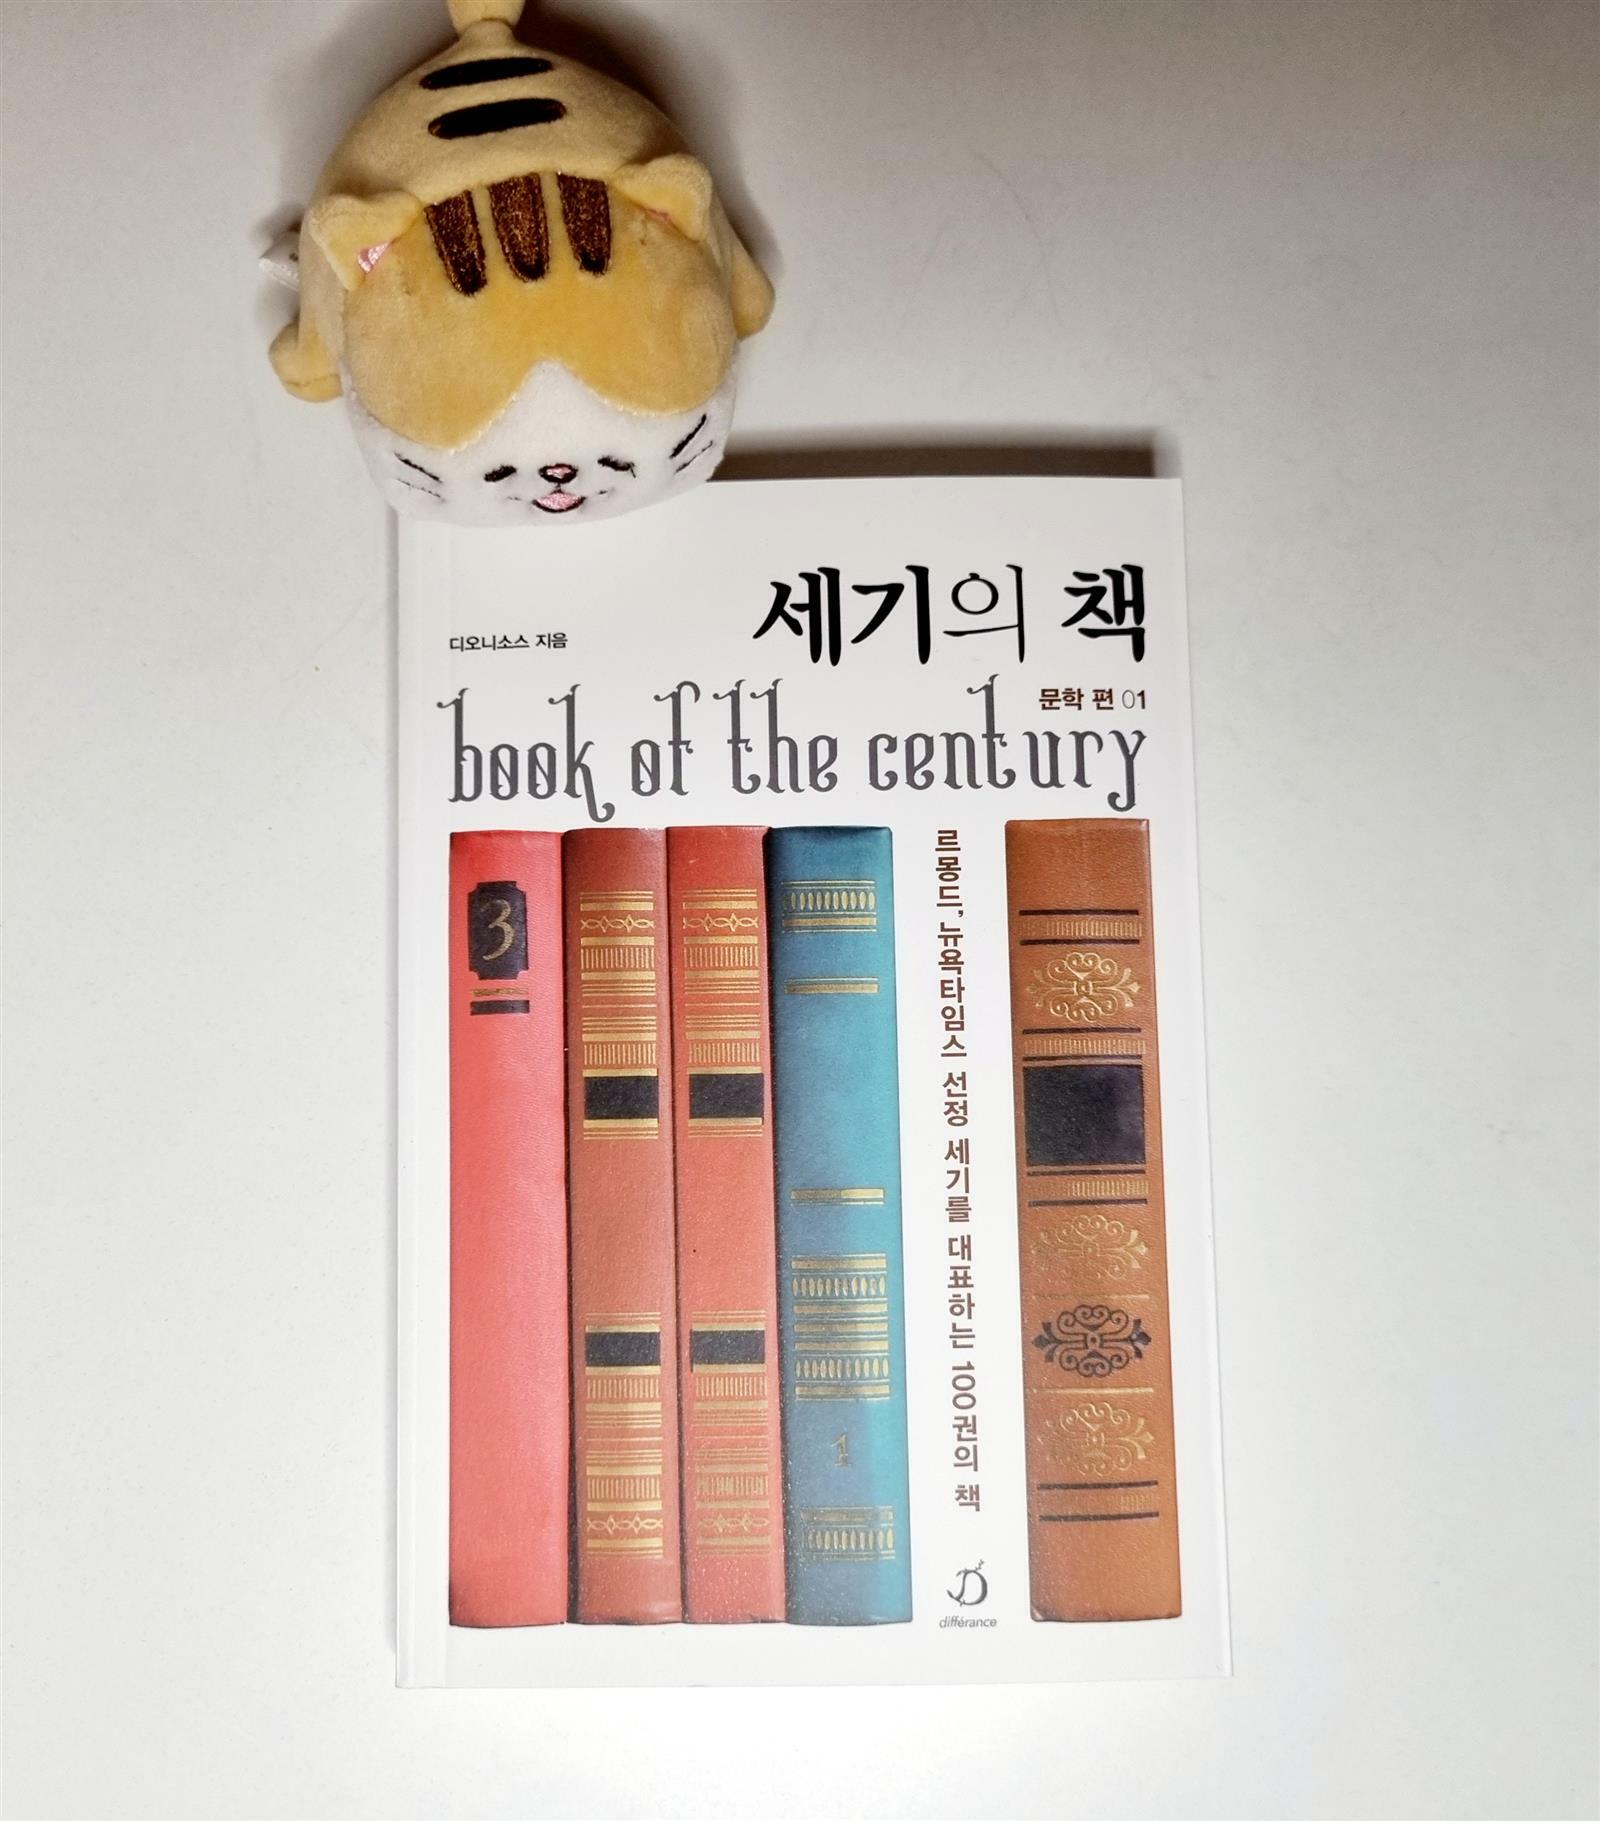 세기의 책
디오니소스 지음
문학 편 01
book of the century
르몽드, 뉴욕타임스 선정 세기를 대표하는 100권의 책
3
1
D
différance